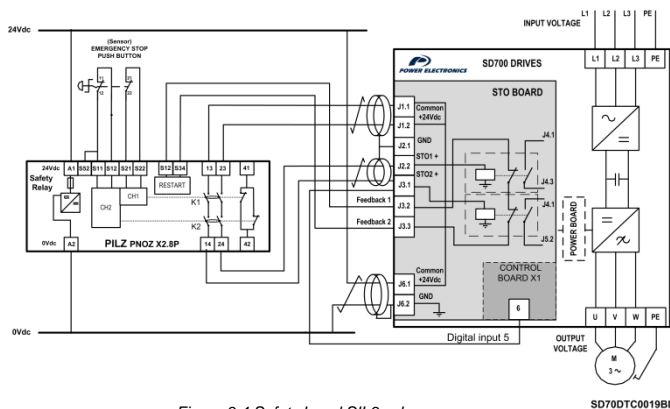 INPUT VOLTAGE
L1 L2 L3 PE
24Vdc
(Sensor)
EMERGENCY STOP
PUSH BUTTON
POWER ELECTRONICS
SD700 DRIVES
L1 L2 L3 PE
STO BOARD
J1.1 Common
+24Vdc
J1.2
J2.1 GND
STO1 +
J2.2
STO2 +
J3.1
Feedback 1 J3.2
Feedback 2 J3.3
J4.1
J4.3
J4.1
J5.2
POWER BOARD
24Vdc A1 S52 S11 S12 S21 S22 S12 S34 13 23 41
Safety
Relay
RESTART
CH1
CH2
K1
K2
0Vdc A2 PILZ PNOZ X2.8P 14 24 42
J6.1 Common
+24Vdc
J6.2 GND
CONTROL
BOARD X1
6
Digital input 5
0Vdc
U V W PE
OUTPUT
VOLTAGE
M
3 ~
SD70DTC0019BI